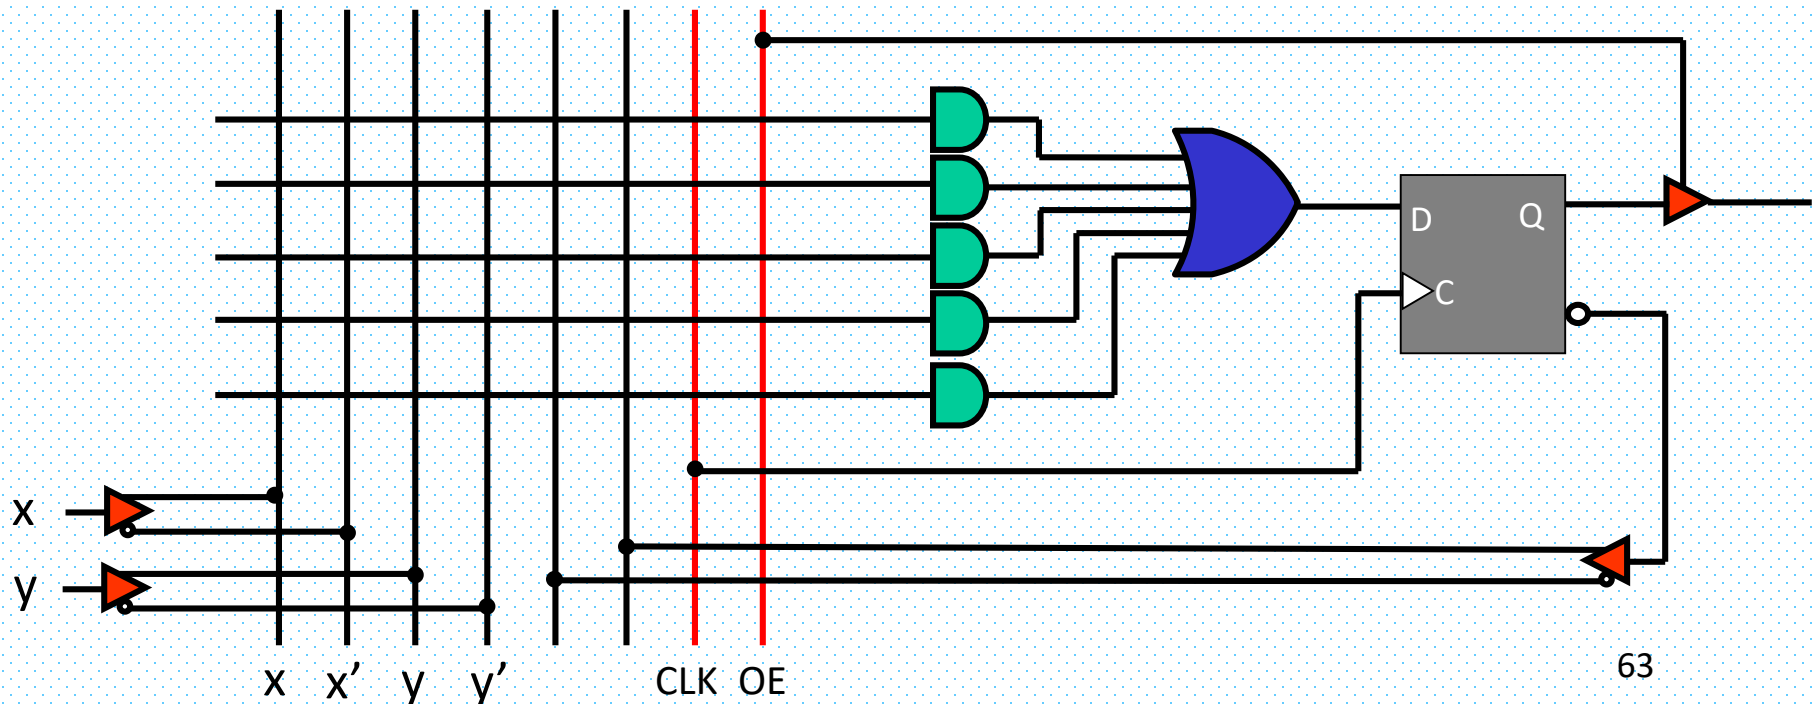 D
Q
C
x
y
x x’ y y’ CLK OE
63